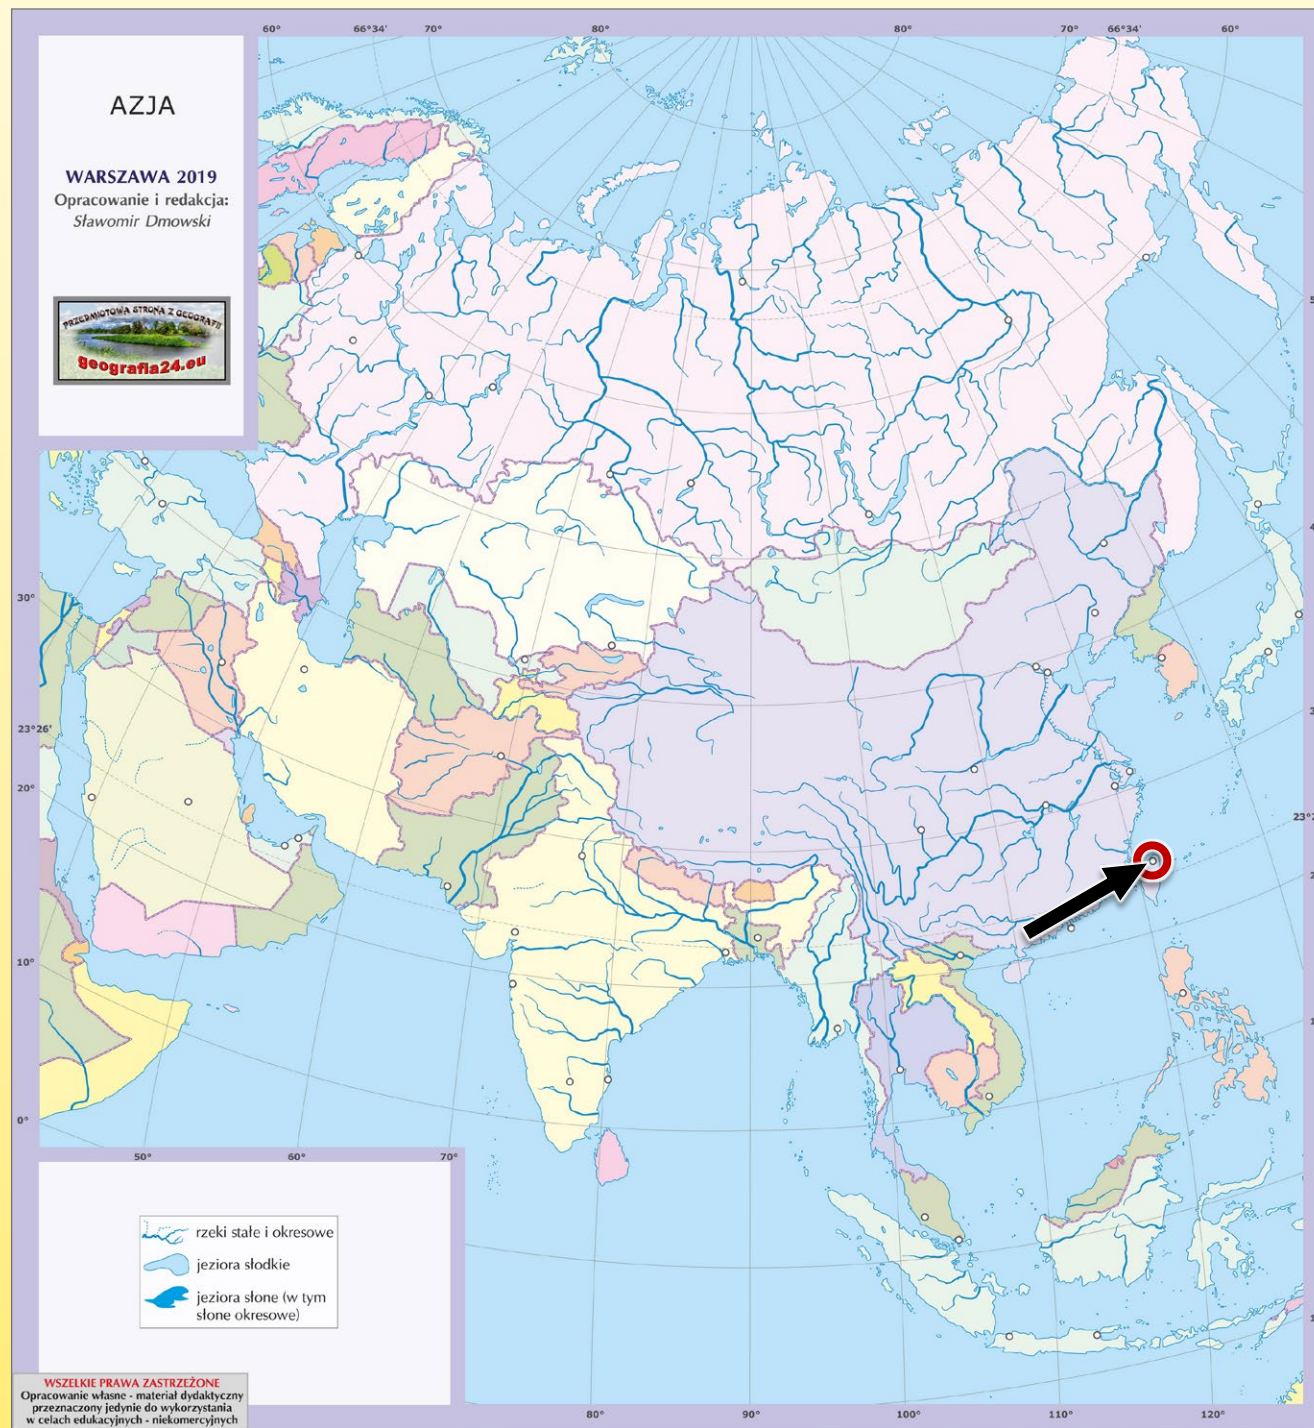 60°
66°34'
70°
80°
90°
80°
70°
66°34'
60°
AZJA
WARSZAWA 2019
Opracowanie i redakcja:
Sławomir Dmowski
PRZEDMIOTOWA STRONA Z GEOGRAFII
geografia24.eu
30°
23°26'
20°
10°
0°
50°
60°
70°
rzeki stałe i okresowe
jeziora słodkie
jeziora słone (w tym
słone okresowe)
80°
90°
100°
110°
120°
WSZELKIE PRAWA ZASTRZEŻONE
Opracowanie własne - materiał dydaktyczny
przeznaczony jedynie do wykorzystania
w celach edukacyjnych - niekomercyjnych